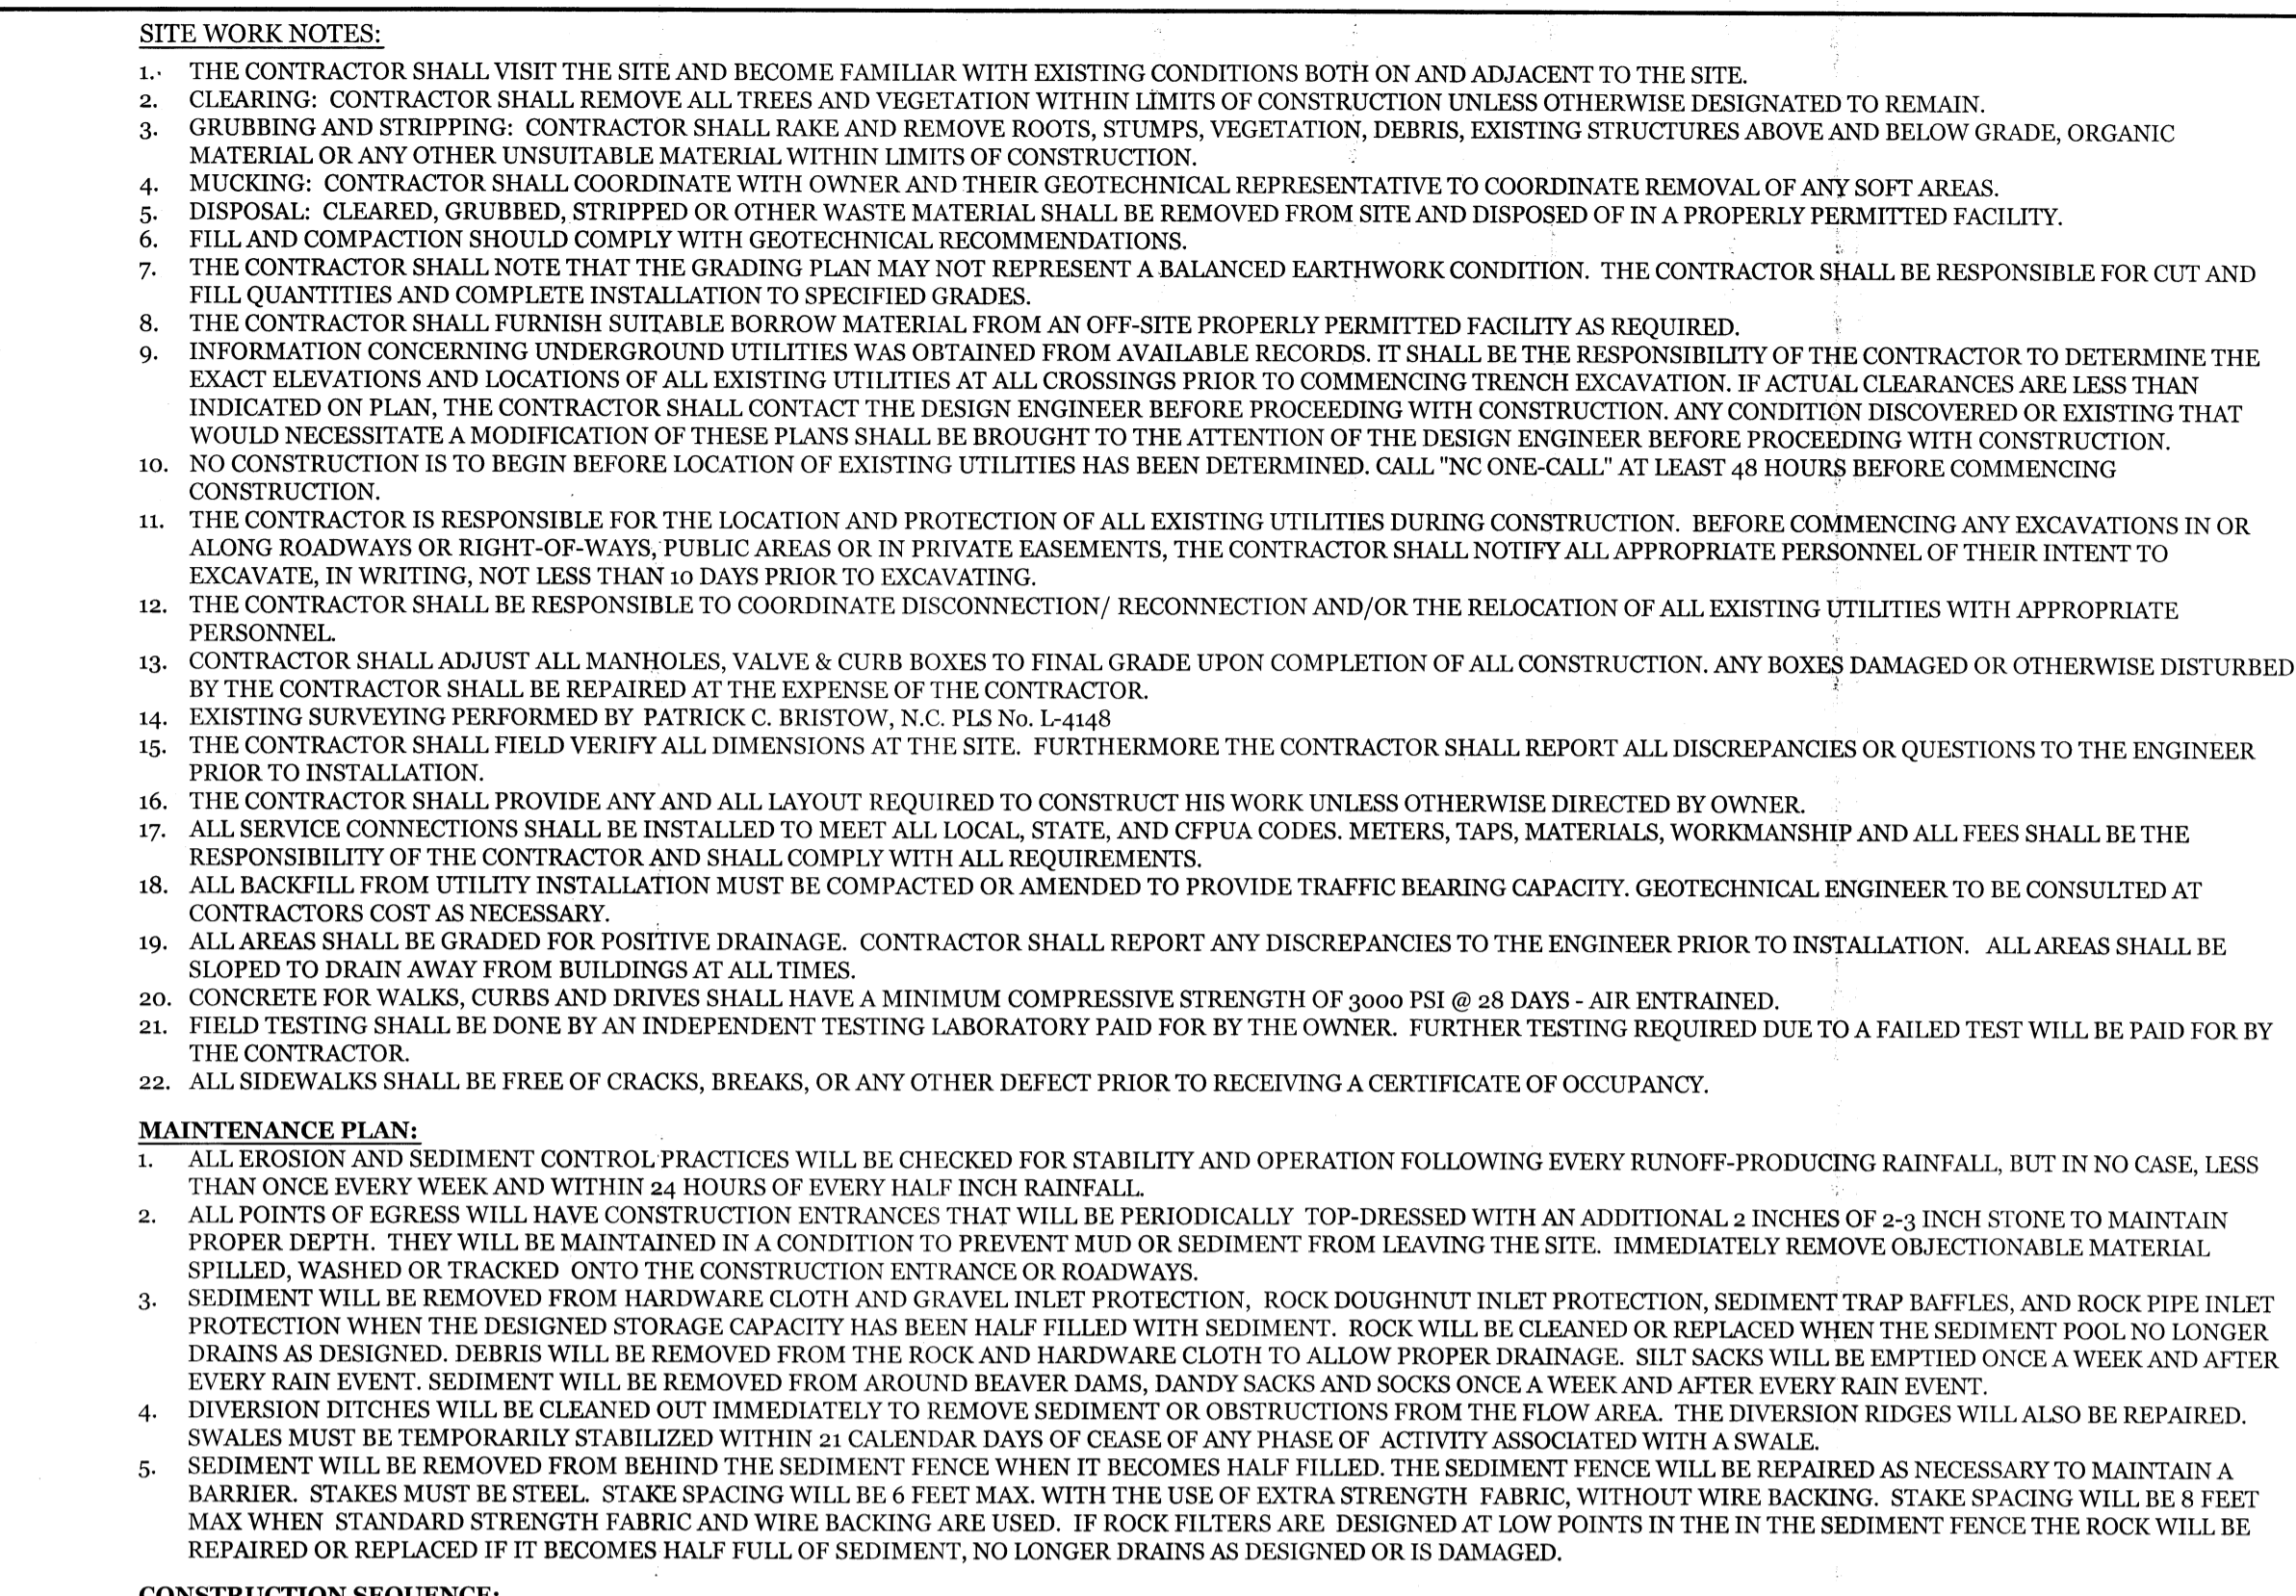 SITE WORK NOTES:
1. THE CONTRACTOR SHALL VISIT THE SITE AND BECOME FAMILIAR WITH EXISTING CONDITIONS BOTH ON AND ADJACENT TO THE SITE.
2. CLEARING: CONTRACTOR SHALL REMOVE ALL TREES AND VEGETATION WITHIN LIMITS OF CONSTRUCTION UNLESS OTHERWISE DESIGNATED TO REMAIN.
3. GRUBBING AND STRIPPING: CONTRACTOR SHALL RAKE AND REMOVE ROOTS, STUMPS, VEGETATION, DEBRIS, EXISTING STRUCTURES ABOVE AND BELOW GRADE, ORGANIC
MATERIAL OR ANY OTHER UNSUITABLE MATERIAL WITHIN LIMITS OF CONSTRUCTION.
4. MUCKING: CONTRACTOR SHALL COORDINATE WITH OWNER AND THEIR GEOTECHNICAL REPRESENTATIVE TO COORDINATE REMOVAL OF ANY SOFT AREAS.
5. DISPOSAL: CLEARED, GRUBBED, STRIPPED OR OTHER WASTE MATERIAL SHALL BE REMOVED FROM SITE AND DISPOSED OF IN A PROPERLY PERMITTED FACILITY.
6. FILL AND COMPACTION SHOULD COMPLY WITH GEOTECHNICAL RECOMMENDATIONS.
7. THE CONTRACTOR SHALL NOTE THAT THE GRADING PLAN MAY NOT REPRESENT A BALANCED EARTHWORK CONDITION. THE CONTRACTOR SHALL BE RESPONSIBLE FOR CUT AND
FILL QUANTITIES AND COMPLETE INSTALLATION TO SPECIFIED GRADES.
8. THE CONTRACTOR SHALL FURNISH SUITABLE BORROW MATERIAL FROM AN OFF-SITE PROPERLY PERMITTED FACILITY AS REQUIRED.
9. INFORMATION CONCERNING UNDERGROUND UTILITIES WAS OBTAINED FROM AVAILABLE RECORDS. IT SHALL BE THE RESPONSIBILITY OF THE CONTRACTOR TO DETERMINE THE
EXACT ELEVATIONS AND LOCATIONS OF ALL EXISTING UTILITIES AT ALL CROSSINGS PRIOR TO COMMENCING TRENCH EXCAVATION. IF ACTUAL CLEARANCES ARE LESS THAN
INDICATED ON PLAN, THE CONTRACTOR SHALL CONTACT THE DESIGN ENGINEER BEFORE PROCEEDING WITH CONSTRUCTION. ANY CONDITION DISCOVERED OR EXISTING THAT
WOULD NECESSITATE A MODIFICATION OF THESE PLANS SHALL BE BROUGHT TO THE ATTENTION OF THE DESIGN ENGINEER BEFORE PROCEEDING WITH CONSTRUCTION.
10. NO CONSTRUCTION IS TO BEGIN BEFORE LOCATION OF EXISTING UTILITIES HAS BEEN DETERMINED. CALL "NC ONE-CALL" AT LEAST 48 HOURS BEFORE COMMENCING
CONSTRUCTION.
11. THE CONTRACTOR IS RESPONSIBLE FOR THE LOCATION AND PROTECTION OF ALL EXISTING UTILITIES DURING CONSTRUCTION. BEFORE COMMENCING ANY EXCAVATIONS IN OR
ALONG ROADWAYS OR RIGHT-OF-WAYS, PUBLIC AREAS OR IN PRIVATE EASEMENTS, THE CONTRACTOR SHALL NOTIFY ALL APPROPRIATE PERSONNEL OF THEIR INTENT TO
EXCAVATE, IN WRITING, NOT LESS THAN 10 DAYS PRIOR TO EXCAVATING.
12. THE CONTRACTOR SHALL BE RESPONSIBLE TO COORDINATE DISCONNECTION/ RECONNECTION AND/OR THE RELOCATION OF ALL EXISTING UTILITIES WITH APPROPRIATE
PERSONNEL.
13. CONTRACTOR SHALL ADJUST ALL MANHOLES, VALVE & CURB BOXES TO FINAL GRADE UPON COMPLETION OF ALL CONSTRUCTION. ANY BOXES DAMAGED OR OTHERWISE DISTURBED
BY THE CONTRACTOR SHALL BE REPAIRED AT THE EXPENSE OF THE CONTRACTOR.
14. EXISTING SURVEYING PERFORMED BY PATRICK C. BRISTOW, N.C. PLS No. L-4148
15. THE CONTRACTOR SHALL FIELD VERIFY ALL DIMENSIONS AT THE SITE. FURTHERMORE THE CONTRACTOR SHALL REPORT ALL DISCREPANCIES OR QUESTIONS TO THE ENGINEER
PRIOR TO INSTALLATION.
16. THE CONTRACTOR SHALL PROVIDE ANY AND ALL LAYOUT REQUIRED TO CONSTRUCT HIS WORK UNLESS OTHERWISE DIRECTED BY OWNER.
17. ALL SERVICE CONNECTIONS SHALL BE INSTALLED TO MEET ALL LOCAL, STATE, AND CFPUA CODES. METERS, TAPS, MATERIALS, WORKMANSHIP AND ALL FEES SHALL BE THE
RESPONSIBILITY OF THE CONTRACTOR AND SHALL COMPLY WITH ALL REQUIREMENTS.
18. ALL BACKFILL FROM UTILITY INSTALLATION MUST BE COMPACTED OR AMENDED TO PROVIDE TRAFFIC BEARING CAPACITY. GEOTECHNICAL ENGINEER TO BE CONSULTED AT
CONTRACTORS COST AS NECESSARY.
19. ALL AREAS SHALL BE GRADED FOR POSITIVE DRAINAGE. CONTRACTOR SHALL REPORT ANY DISCREPANCIES TO THE ENGINEER PRIOR TO INSTALLATION. ALL AREAS SHALL BE
SLOPED TO DRAIN AWAY FROM BUILDINGS AT ALL TIMES.
20. CONCRETE FOR WALKS, CURBS AND DRIVES SHALL HAVE A MINIMUM COMPRESSIVE STRENGTH OF 3000 PSI @ 28 DAYS - AIR ENTRAINED.
21. FIELD TESTING SHALL BE DONE BY AN INDEPENDENT TESTING LABORATORY PAID FOR BY THE OWNER. FURTHER TESTING REQUIRED DUE TO A FAILED TEST WILL BE PAID FOR BY
THE CONTRACTOR.
22. ALL SIDEWALKS SHALL BE FREE OF CRACKS, BREAKS, OR ANY OTHER DEFECT PRIOR TO RECEIVING A CERTIFICATE OF OCCUPANCY.
MAINTENANCE PLAN:
1. ALL EROSION AND SEDIMENT CONTROL PRACTICES WILL BE CHECKED FOR STABILITY AND OPERATION FOLLOWING EVERY RUNOFF-PRODUCING RAINFALL, BUT IN NO CASE, LESS
THAN ONCE EVERY WEEK AND WITHIN 24 HOURS OF EVERY HALF INCH RAINFALL.
2. ALL POINTS OF EGRESS WILL HAVE CONSTRUCTION ENTRANCES THAT WILL BE PERIODICALLY TOP-DRESSED WITH AN ADDITIONAL 2 INCHES OF 2-3 INCH STONE TO MAINTAIN
PROPER DEPTH. THEY WILL BE MAINTAINED IN A CONDITION TO PREVENT MUD OR SEDIMENT FROM LEAVING THE SITE. IMMEDIATELY REMOVE OBJECTIONABLE MATERIAL
SPILLED, WASHED OR TRACKED ONTO THE CONSTRUCTION ENTRANCE OR ROADWAYS.
3. SEDIMENT WILL BE REMOVED FROM HARDWARE CLOTH AND GRAVEL INLET PROTECTION, ROCK DOUGHNUT INLET PROTECTION, SEDIMENT TRAP BAFFLES, AND ROCK PIPE INLET
PROTECTION WHEN THE DESIGNED STORAGE CAPACITY HAS BEEN HALF FILLED WITH SEDIMENT. ROCK WILL BE CLEANED OR REPLACED WHEN THE SEDIMENT POOL NO LONGER
DRAINS AS DESIGNED. DEBRIS WILL BE REMOVED FROM THE ROCK AND HARDWARE CLOTH TO ALLOW PROPER DRAINAGE. SILT SACKS WILL BE EMPTIED ONCE A WEEK AND AFTER
EVERY RAIN EVENT. SEDIMENT WILL BE REMOVED FROM AROUND BEAVER DAMS, DANDY SACKS AND SOCKS ONCE A WEEK AND AFTER EVERY RAIN EVENT.
4. DIVERSION DITCHES WILL BE CLEANED OUT IMMEDIATELY TO REMOVE SEDIMENT OR OBSTRUCTIONS FROM THE FLOW AREA. THE DIVERSION RIDGES WILL ALSO BE REPAIRED.
SWALES MUST BE TEMPORARILY STABILIZED WITHIN 21 CALENDAR DAYS OF CEASE OF ANY PHASE OF ACTIVITY ASSOCIATED WITH A SWALE.
5. SEDIMENT WILL BE REMOVED FROM BEHIND THE SEDIMENT FENCE WHEN IT BECOMES HALF FILLED. THE SEDIMENT FENCE WILL BE REPAIRED AS NECESSARY TO MAINTAIN A
BARRIER. STAKES MUST BE STEEL. STAKE SPACING WILL BE 6 FEET MAX. WITH THE USE OF EXTRA STRENGTH FABRIC, WITHOUT WIRE BACKING. STAKE SPACING WILL BE 8 FEET
MAX WHEN STANDARD STRENGTH FABRIC AND WIRE BACKING ARE USED. IF ROCK FILTERS ARE DESIGNED AT LOW POINTS IN THE IN THE SEDIMENT FENCE THE ROCK WILL BE
REPAIRED OR REPLACED IF IT BECOMES HALF FULL OF SEDIMENT, NO LONGER DRAINS AS DESIGNED OR IS DAMAGED.
CONSTRUCTION SEQUENCE: